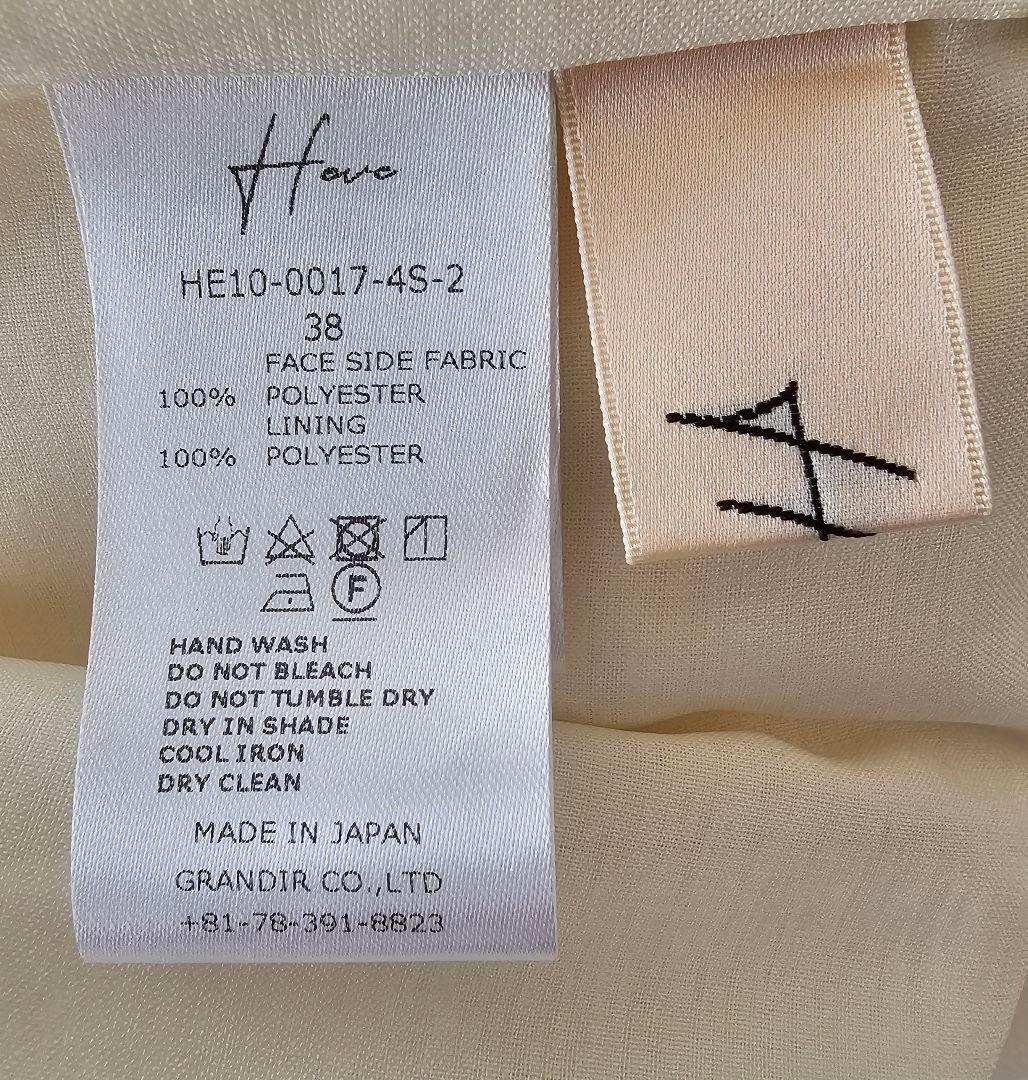 Heve
HE10-0017-4S-2
38
FACE SIDE FABRIC
100% POLYESTER
LINING
100% POLYESTER
F
HAND WASH
DO NOT BLEACH
DO NOT TUMBLE DRY
DRY IN SHADE
COOL IRON
DRY CLEAN
MADE IN JAPAN
GRANDIR CO.,LTD
+81-78-391-8823